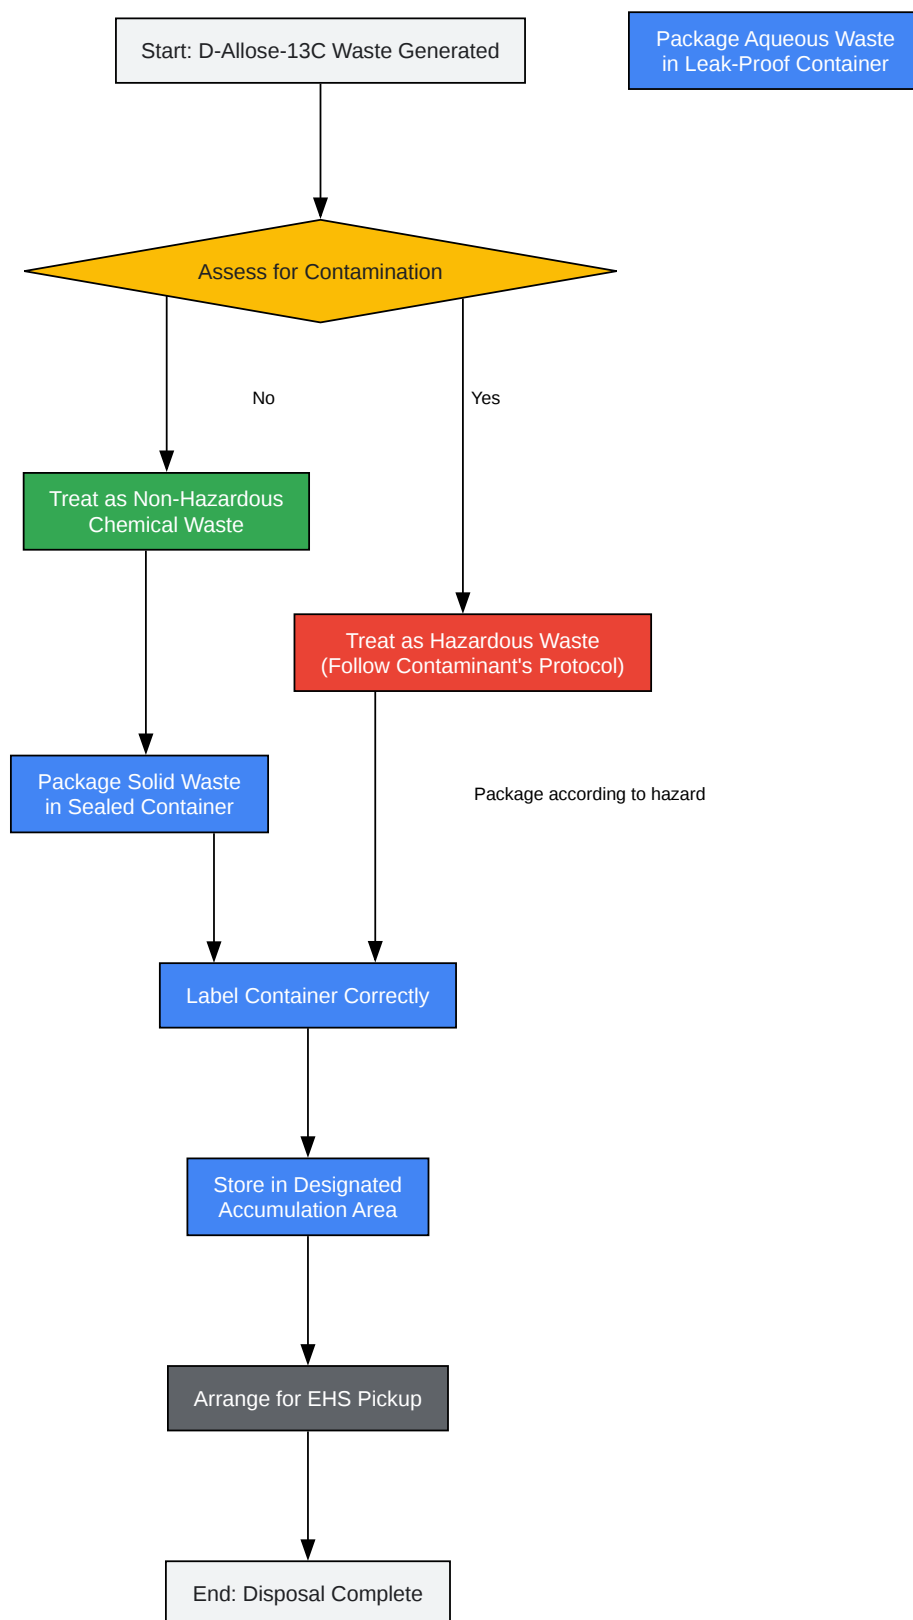 Start: D-Allose-13C Waste Generated
Package Aqueous Waste
in Leak-Proof Container
Assess for Contamination
No
Yes
Treat as Non-Hazardous
Chemical Waste
Treat as Hazardous Waste
(Follow Contaminant's Protocol)
Package Solid Waste
in Sealed Container
Package according to hazard
Label Container Correctly
Store in Designated
Accumulation Area
Arrange for EHS Pickup
End: Disposal Complete